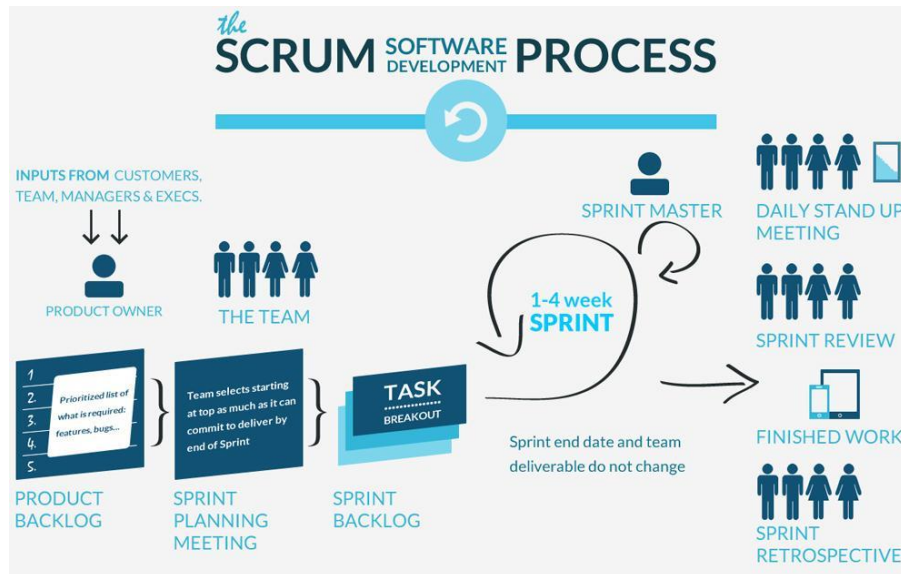 the
SCRUM SOFTWARE DEVELOPMENT PROCESS
INPUTS FROM CUSTOMERS,
TEAM, MANAGERS & EXECS.
PRODUCT OWNER
THE TEAM
1
2.
3.
4.
5.
Prioritized list of
what is required:
features, bugs...
PRODUCT
BACKLOG
Team selects starting
at top as much as it can
commit to deliver by
end of Sprint
SPRINT
PLANNING
MEETING
TASK
BREAKOUT
SPRINT
BACKLOG
1-4 week
SPRINT
SPRINT MASTER
Sprint end date and team
deliverable do not change
DAILY STAND UP
MEETING
SPRINT REVIEW
FINISHED WORK
SPRINT
RETROSPECTIVE